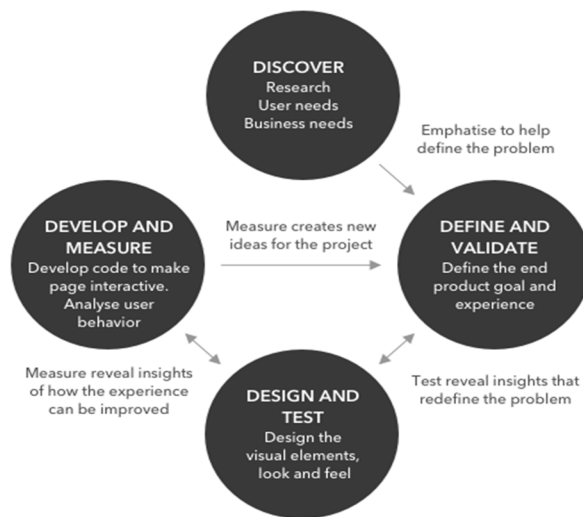 DISCOVER
Research
User needs
Business needs
Emphatise to help
define the problem
DEVELOP AND
MEASURE
Develop code to make
page interactive.
Analyse user
behavior
Measure creates new
ideas for the project
DEFINE AND
VALIDATE
Define the end
product goal and
experience
Measure reveal insights
of how the experience
can be improved
DESIGN AND
TEST
Design the
visual elements,
look and feel
Test reveal insights that
redefine the problem